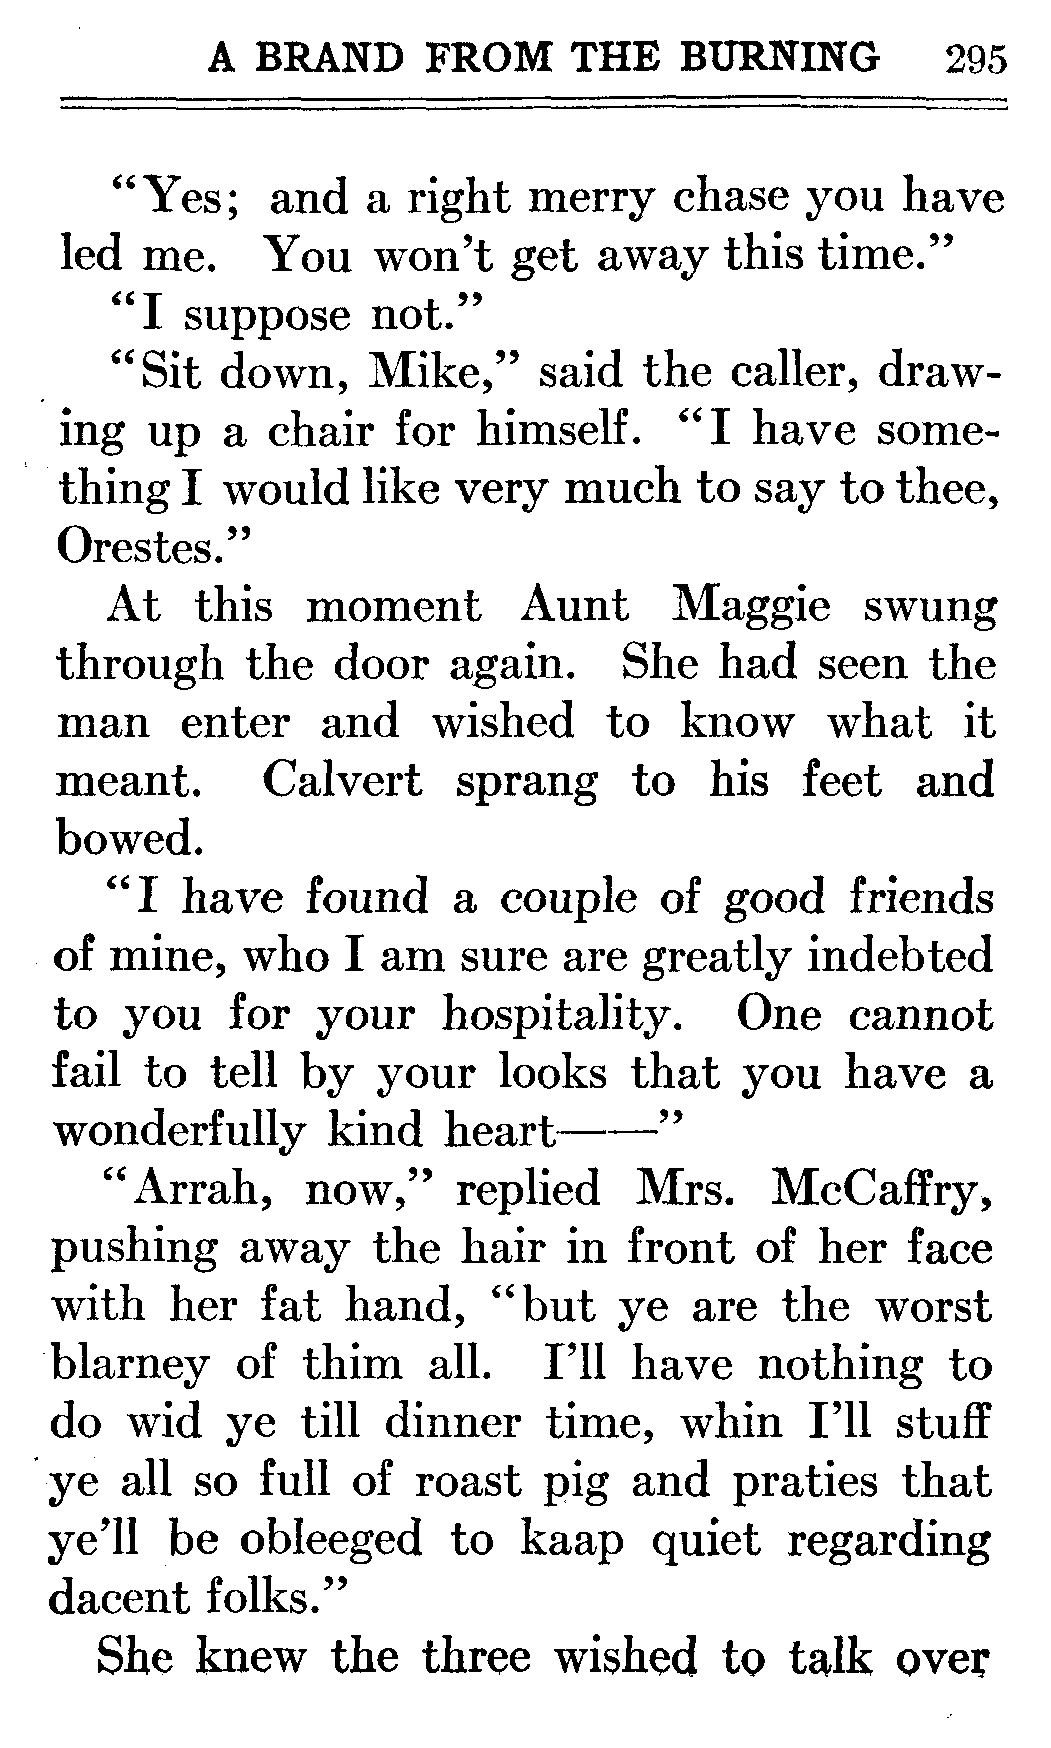 A BRAND FROM THE BURNING 295
“Yes; and a right merry chase you have
led me. You won’t get away this time.”
“I suppose not.”
“Sit down, Mike,” said the caller, draw-
ing up a chair for himself. “I have some-
thing I would like very much to say to thee,
Orestes.”
At this moment Aunt Maggie swung
through the door again. She had seen the
man enter and wished to know what it
meant. Calvert sprang to his feet and
bowed.
“I have found a couple of good friends
of mine, who I am sure are greatly indebted
to you for your hospitality. One cannot
fail to tell by your looks that you have a
wonderfully kind heart——”
“Arrah, now,” replied Mrs. McCaffry,
pushing away the hair in front of her face
with her fat hand, “but ye are the worst
blarney of thim all. I’ll have nothing to
do wid ye till dinner time, whin I’ll stuff
ye all so full of roast pig and praties that
ye’ll be obleeged to kaap quiet regarding
dacent folks.”
She knew the three wished to talk over